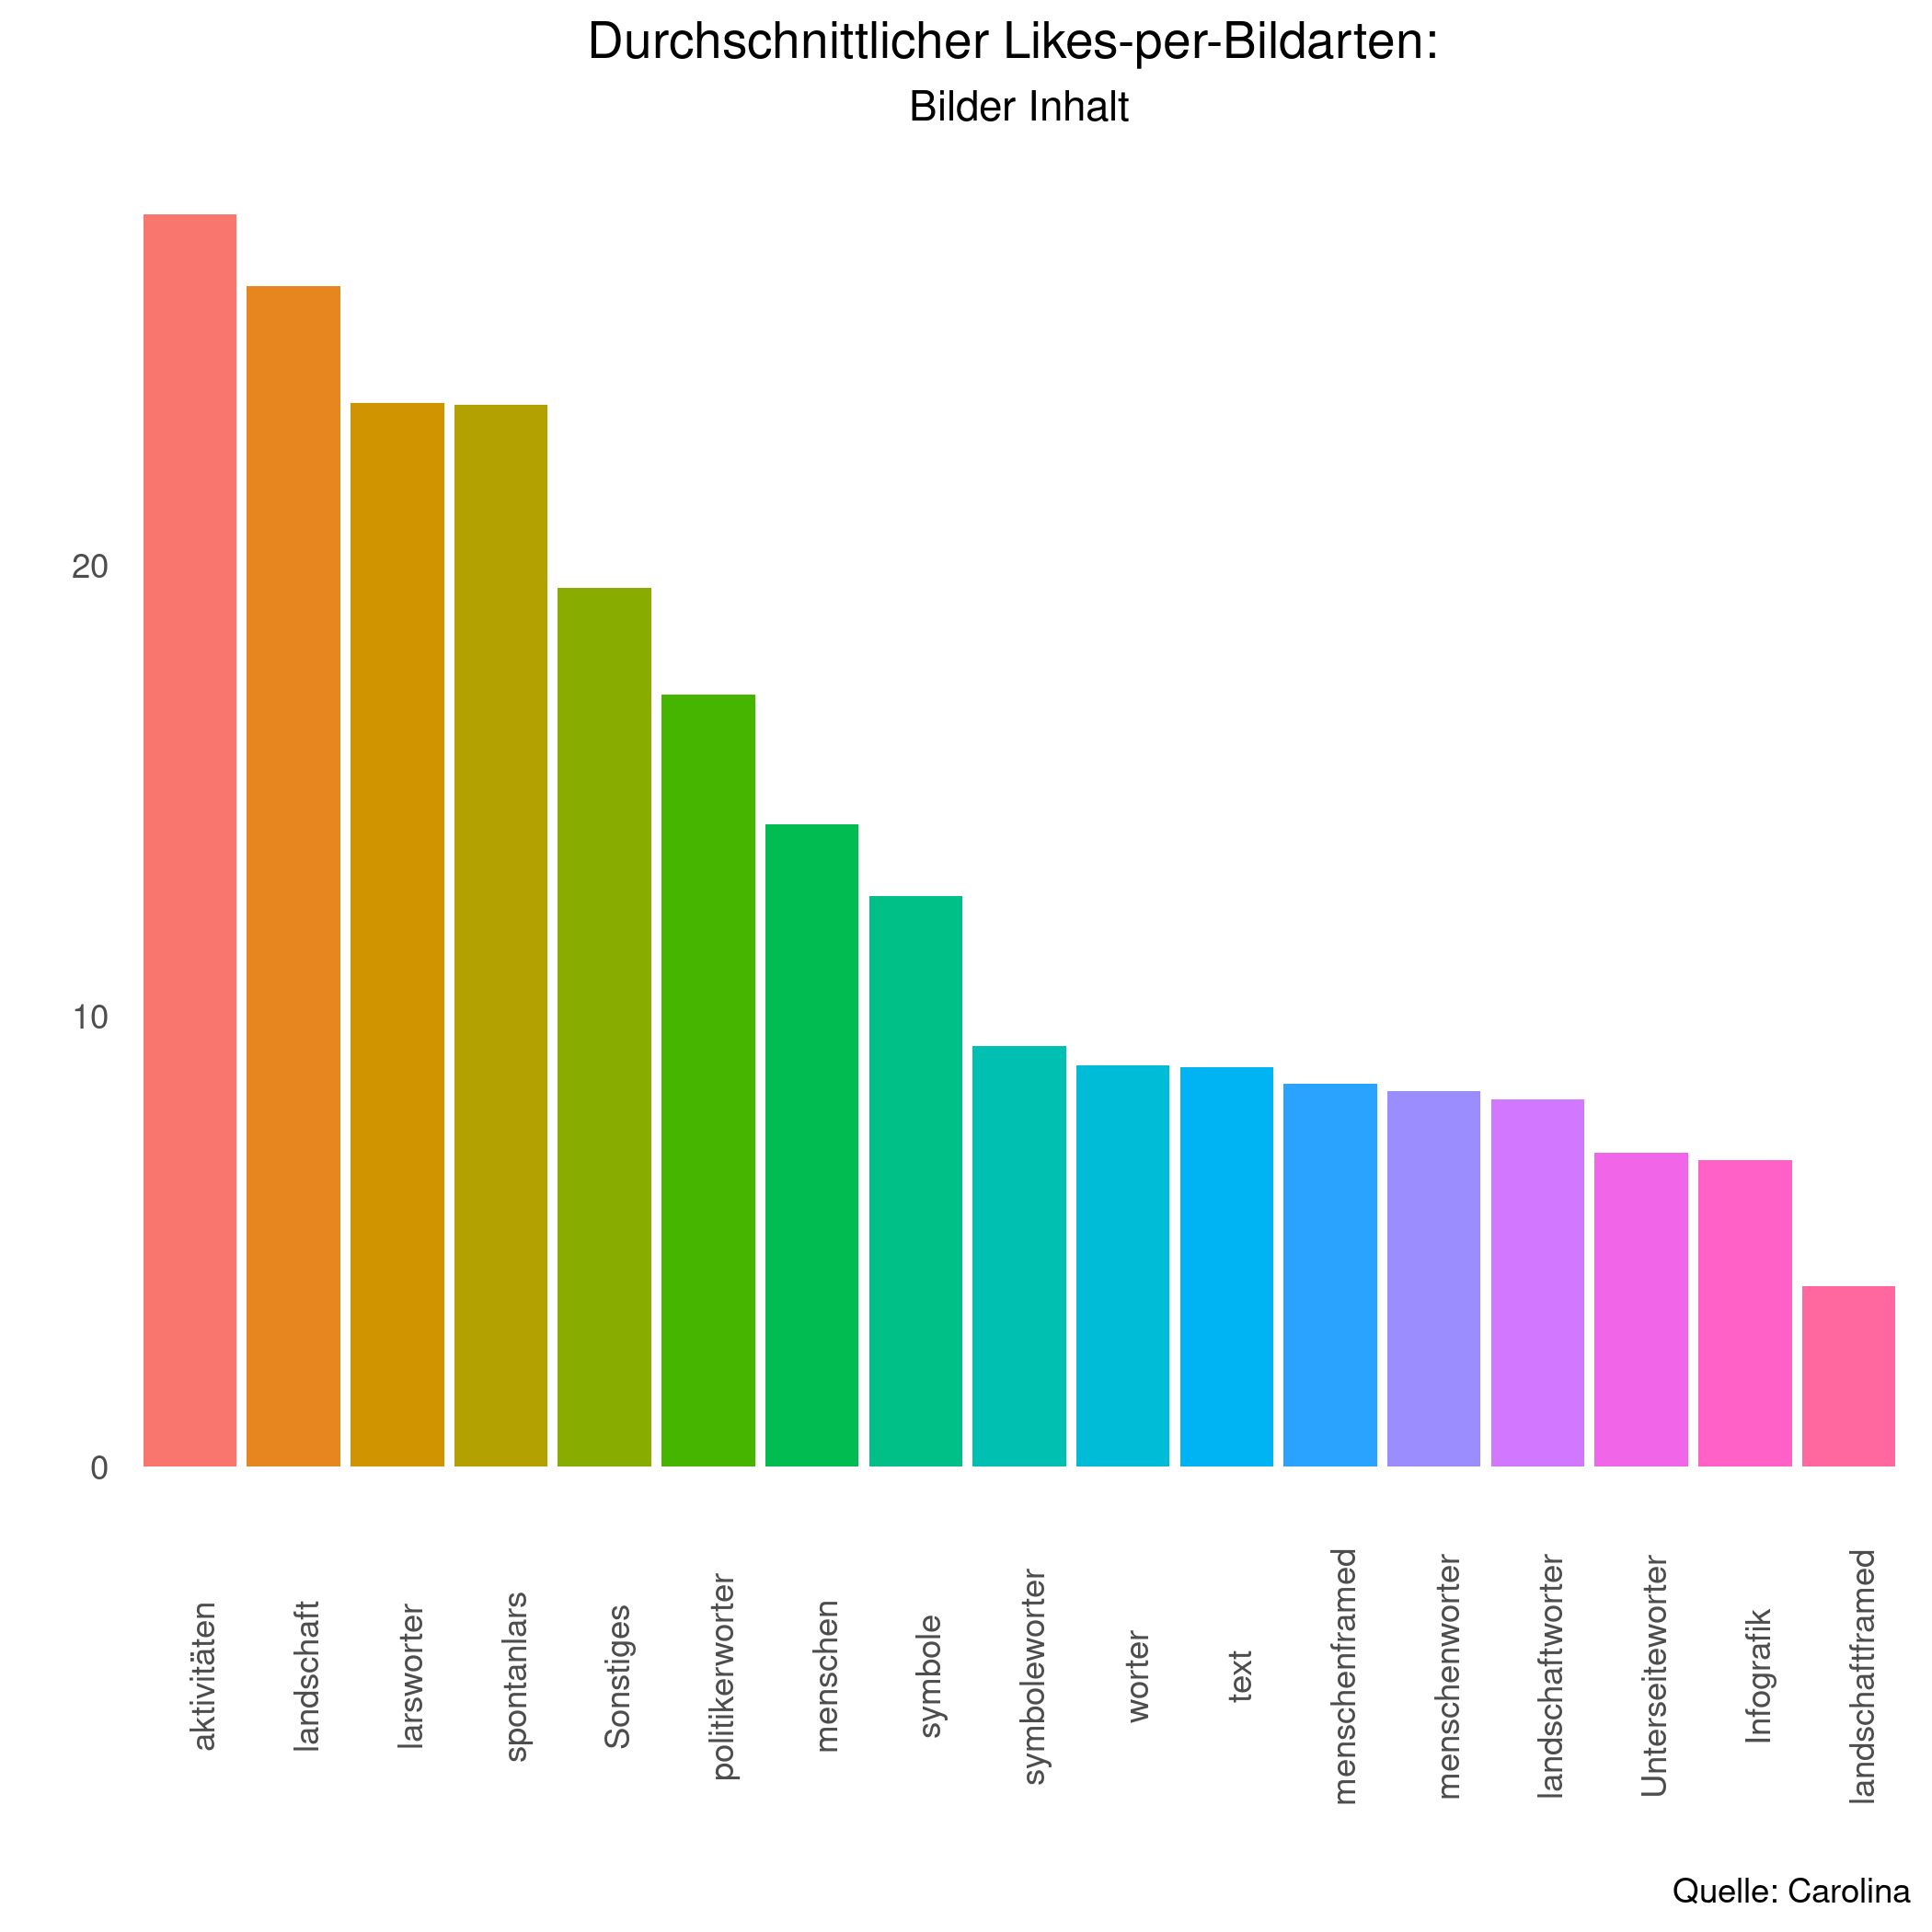 Durchschnittlicher Likes-per-Bildarten:
Bilder Inhalt
20
10
0
aktivitäten
landschaft
larsworter
spontanlars
Sonstiges
politikerworter
menschen
symbole
symboleworter
worter
text
menschenframed
menschenworter
landschaftworter
Unterseiteworter
Infografik
landschaftframed
Quelle: Carolina